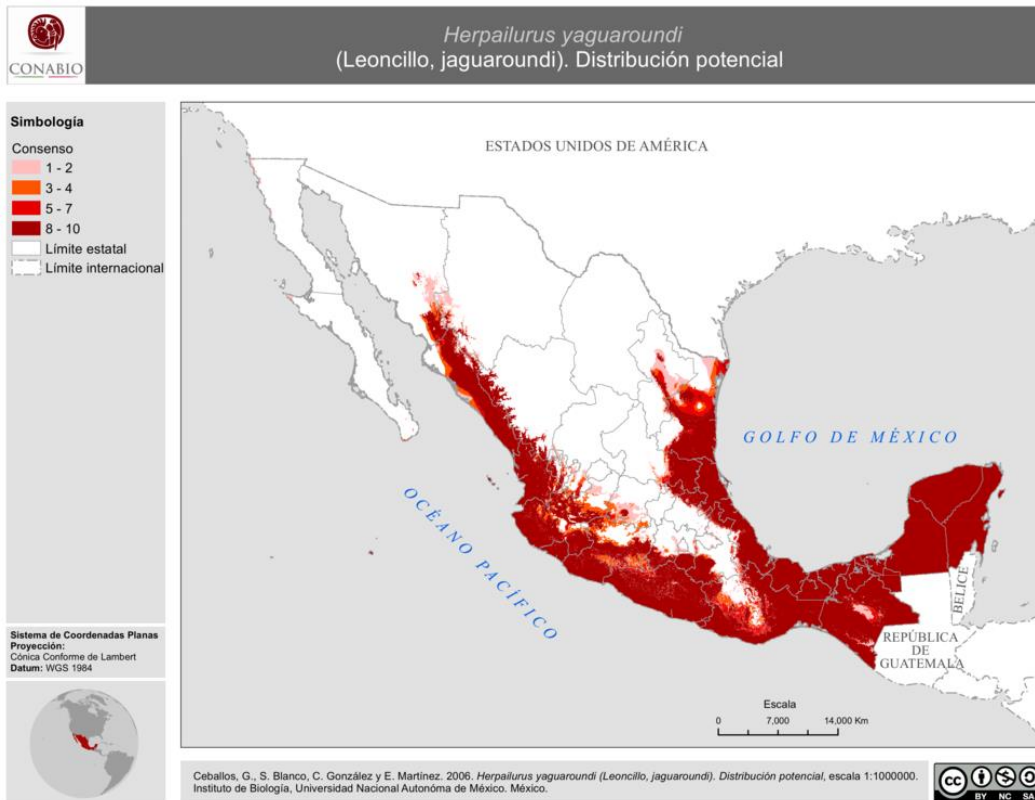 CONABIO
Herpailurus yaguaroundi
(Leoncillo, jaguaroundi). Distribución potencial
Simbología
Consenso
1 - 2
3 - 4
5 - 7
8 - 10
Límite estatal
Límite internacional
ESTADOS UNIDOS DE AMÉRICA
GOLFO DE MÉXICO
OCÉANO PACÍFICO
BELICE
REPÚBLICA
DE
GUATEMALA
Escala
0 7,000 14,000 Km
Sistema de Coordenadas Planas
Proyección:
Cónica Conforme de Lambert
Datum: WGS 1984
Ceballos, G., S. Blanco, C. González y E. Martínez. 2006. Herpailurus yaguaroundi (Leoncillo, jaguaroundi). Distribución potencial, escala 1:1000000.
Instituto de Biología, Universidad Nacional Autónoma de México. México.
cc
BY NC SA